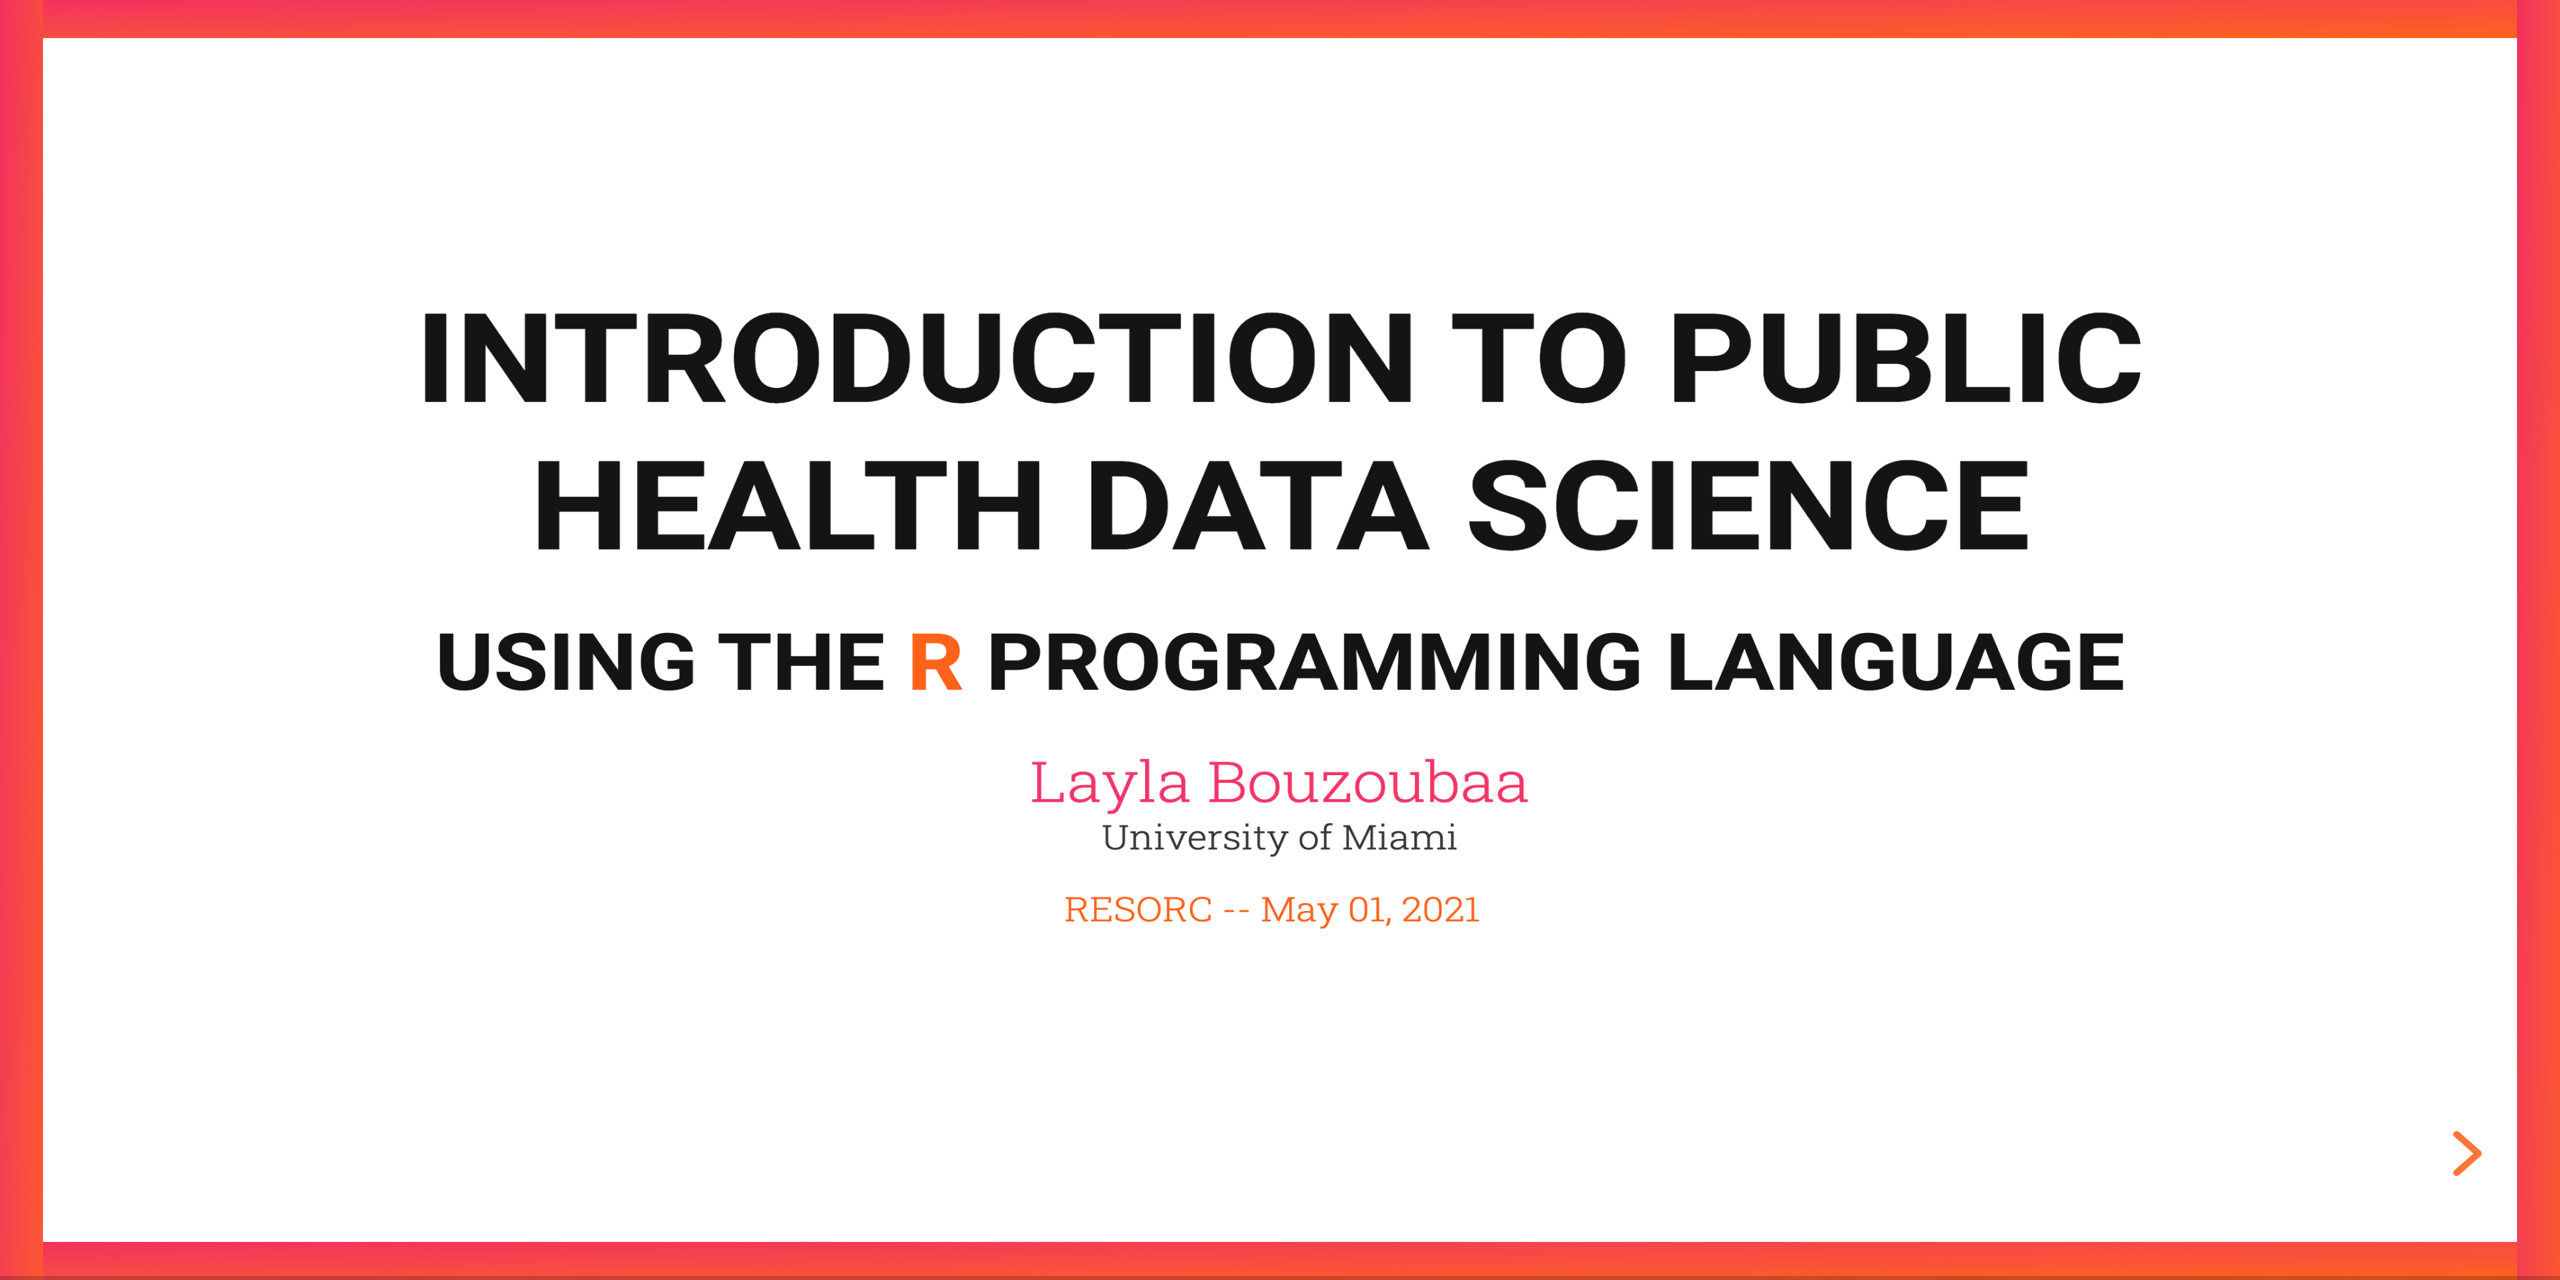 INTRODUCTION TO PUBLIC
HEALTH DATA SCIENCE
USING THE R PROGRAMMING LANGUAGE
Layla Bouzoubaa
University of Miami
RESORC -- May 01, 2021